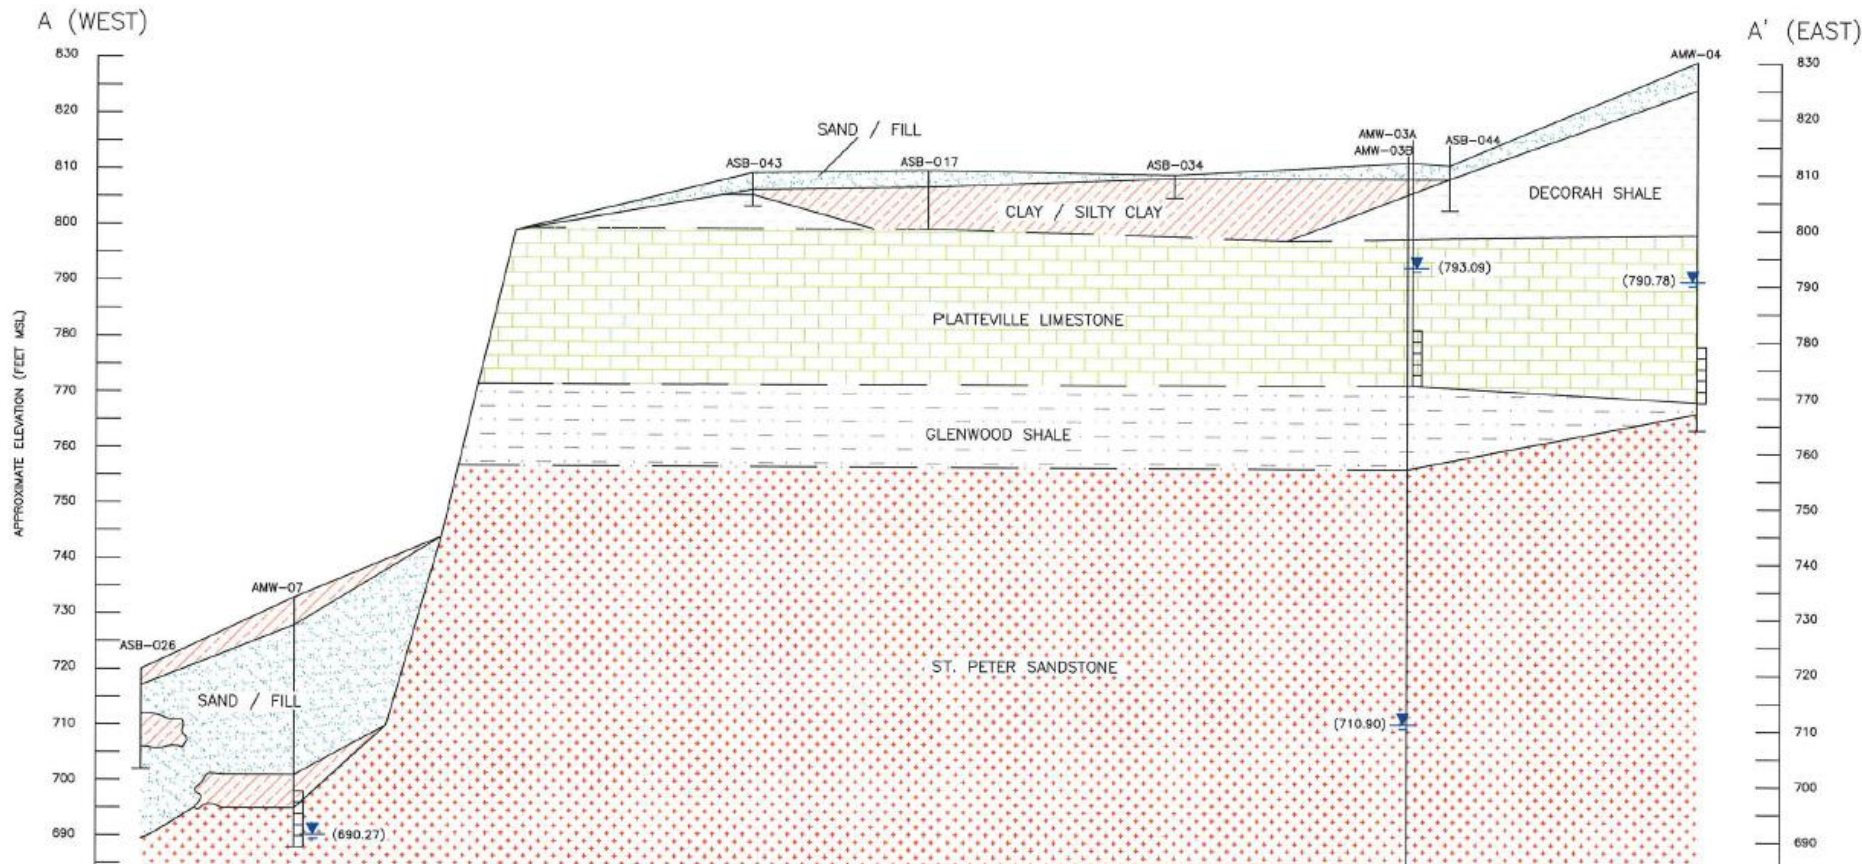 A (WEST)
A' (EAST)
APPROXIMATE ELEVATION (FEET MSL)
830
820
810
800
790
780
770
760
750
740
730
720
710
700
690
AMW-04
SAND / FILL
AMW-03A
AMW-03B
ASB-044
ASB-043
ASB-017
ASB-034
DECORAH SHALE
CLAY / SILTY CLAY
(793.09)
(790.78)
PLATTEVILLE LIMESTONE
GLENWOOD SHALE
AMW-07
ASB-026
ST. PETER SANDSTONE
SAND / FILL
(710.90)
(690.27)
830
820
810
800
790
780
770
760
750
740
730
720
710
700
690